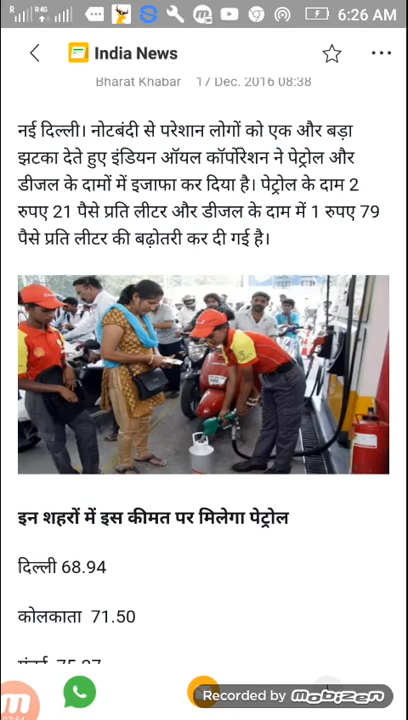 R R4G 6:26 AM
India News
Bharat Khabar 17 Dec. 2016 08:38
नई दिल्ली। नोटबंदी से परेशान लोगों को एक और बड़ा
झटका देते हुए इंडियन ऑयल कॉर्पोरेशन ने पेट्रोल और
डीजल के दामों में इजाफा कर दिया है। पेट्रोल के दाम 2
रुपए 21 पैसे प्रति लीटर और डीजल के दाम में 1 रुपए 79
पैसे प्रति लीटर की बढ़ोतरी कर दी गई है।
इन शहरों में इस कीमत पर मिलेगा पेट्रोल
दिल्ली 68.94
कोलकाता 71.50
Recorded by MOBIZEN